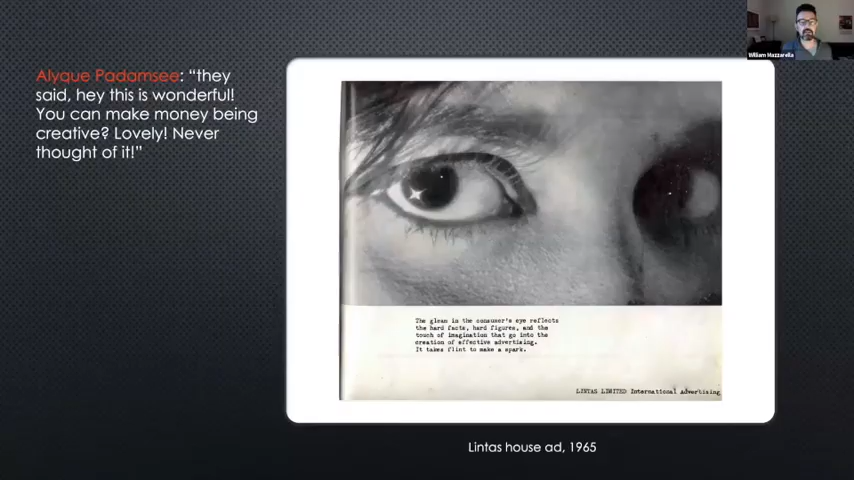 William Mazzarella
Alyque Padamsee: “they
said, hey this is wonderful!
You can make money being
creative? Lovely! Never
thought of it!”
The gleam in the consumer's eye reflects
the hard facts, hard figures, and the
touch of imagination that go into the
creation of effective advertising.
It takes flint to make a spark.
LINTAS LIMITED International Advertising
Lintas house ad, 1965